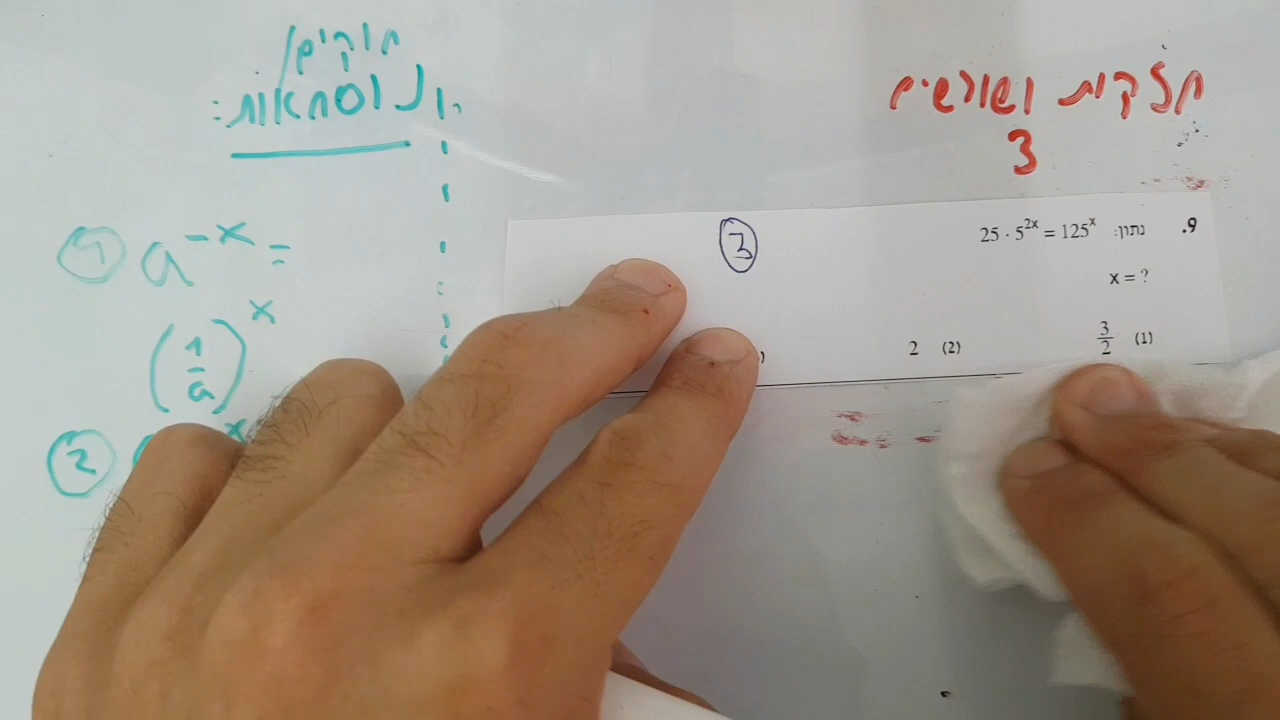 חזקות ושורשים
3
חוקים/
נוסחאות:
① a^-x =
(1/a)^x
②
③
9. נתון: 25 · 5^2x = 125^x
x = ?
(1) 3/2 (2) 2